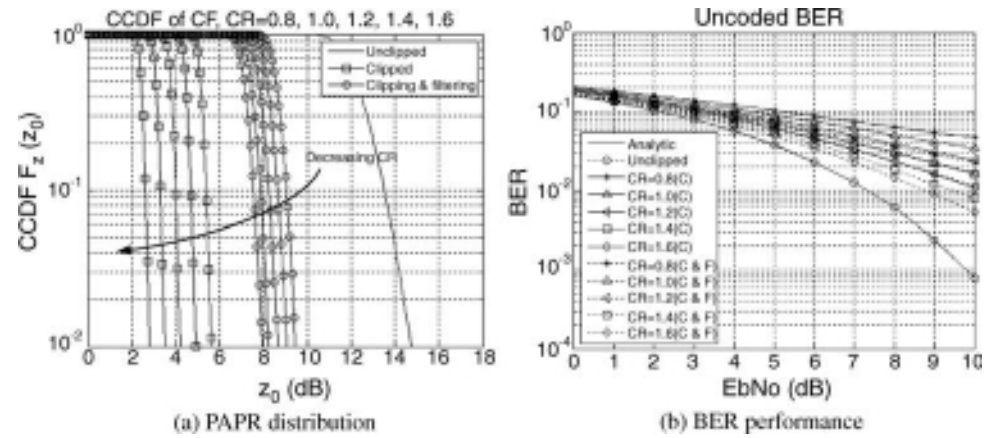 CCDF of CF, CR=0.8, 1.0, 1.2, 1.4, 1.6
10^0
10^-1
10^-2
CCDF F_z (z_0)
Unclipped
Clipped
Clipping & filtering
Decreasing CR
0 2 4 6 8 10 12 14 16 18
z_0 (dB)
(a) PAPR distribution
Uncoded BER
10^0
10^-1
10^-2
10^-3
10^-4
BER
Analytic
Unclipped
CR=0.8(C)
CR=1.0(C)
CR=1.2(C)
CR=1.4(C)
CR=1.6(C)
CR=0.8(C & F)
CR=1.0(C & F)
CR=1.2(C & F)
CR=1.4(C & F)
CR=1.6(C & F)
0 1 2 3 4 5 6 7 8 9 10
EbNo (dB)
(b) BER performance